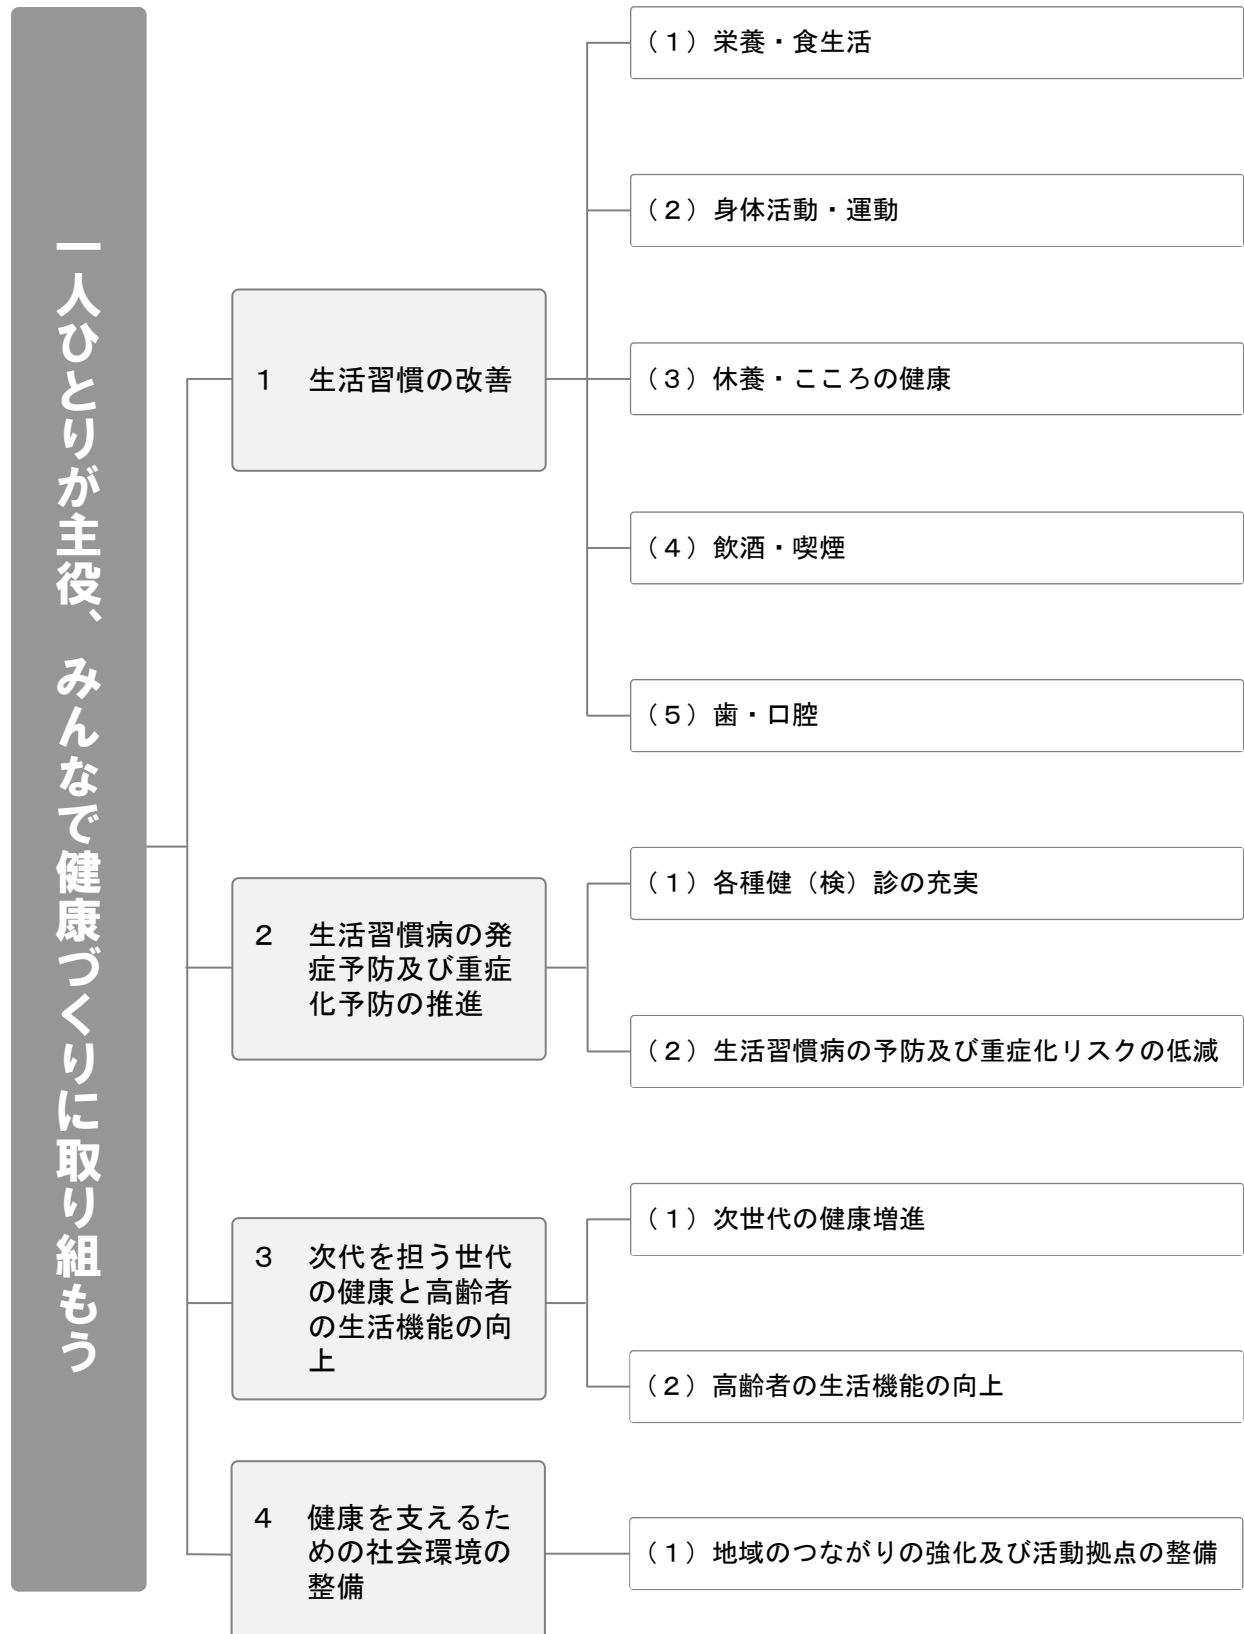 一人ひとりが主役、みんなで健康づくりに取り組もう
１　生活習慣の改善
（１）栄養・食生活
（２）身体活動・運動
（３）休養・こころの健康
（４）飲酒・喫煙
（５）歯・口腔
２　生活習慣病の発
症予防及び重症
化予防の推進
（１）各種健（検）診の充実
（２）生活習慣病の予防及び重症化リスクの低減
３　次代を担う世代
の健康と高齢者
の生活機能の向
上
（１）次世代の健康増進
（２）高齢者の生活機能の向上
４　健康を支えるた
めの社会環境の
整備
（１）地域のつながりの強化及び活動拠点の整備